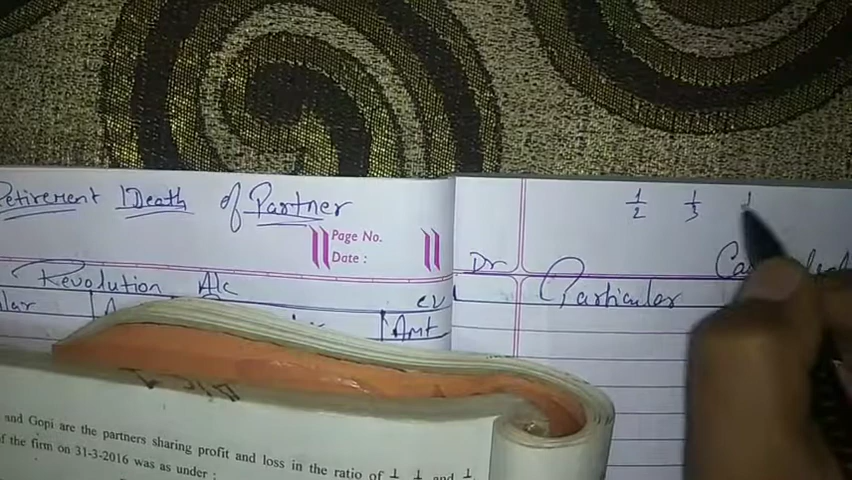 Retirement / Death of Partner
Page No.
Date :
Revolution A/c
lar
cr
Amt
1/2 1/3 1
Dr
Particular
and Gopi are the partners sharing profit and loss in the ratio of
f the firm on 31-3-2016 was as under :